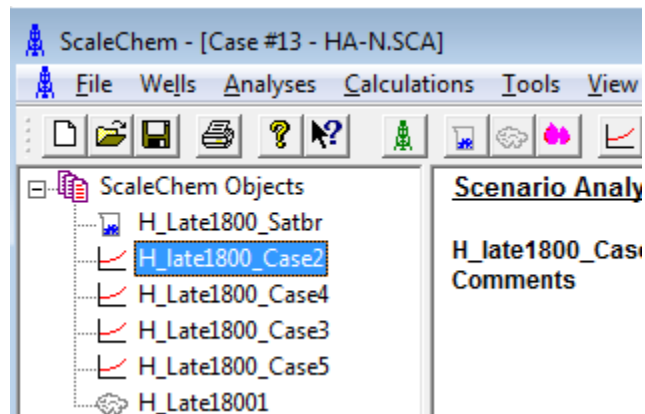 ScaleChem - [Case #13 - HA-N.SCA]
File Wells Analyses Calculations Tools View
ScaleChem Objects
H_Late1800_Satbr
H_late1800_Case2
H_Late1800_Case4
H_Late1800_Case3
H_Late1800_Case5
H_Late18001
Scenario Analy
H_late1800_Cas
Comments